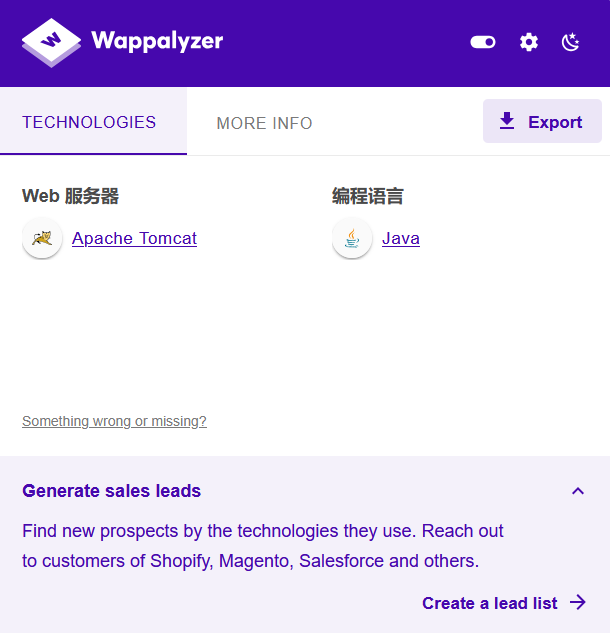 Wappalyzer
TECHNOLOGIES
MORE INFO
Export
Web 服务器
编程语言
Apache Tomcat
Java
Something wrong or missing?
Generate sales leads
Find new prospects by the technologies they use. Reach out
to customers of Shopify, Magento, Salesforce and others.
Create a lead list